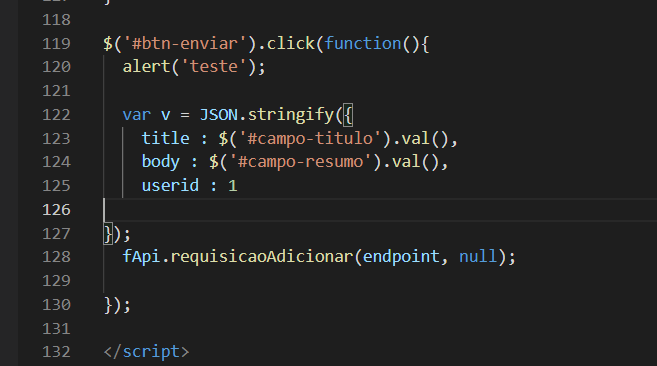 118
119 $('#btn-enviar').click(function(){
120 alert('teste');
121
122 var v = JSON.stringify({
123 title : $('#campo-titulo').val(),
124 body : $('#campo-resumo').val(),
125 userid : 1
126
127 });
128 fApi.requisicaoAdicionar(endpoint, null);
129
130 });
131
132 </script>